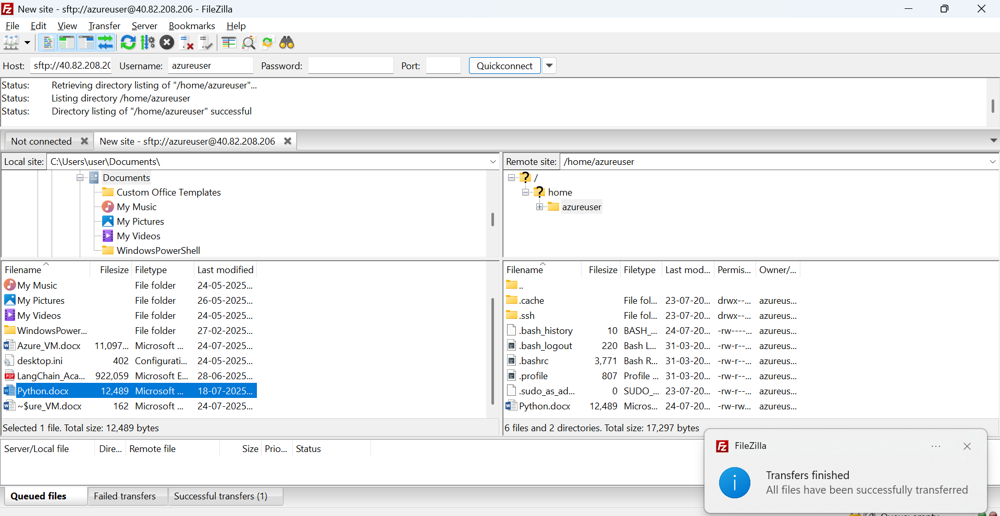 New site - sftp://azureuser@40.82.208.206 - FileZilla
File Edit View Transfer Server Bookmarks Help
Host: sftp://40.82.208.20 Username: azureuser Password: Port: Quickconnect
Status: Retrieving directory listing of "/home/azureuser"...
Status: Listing directory /home/azureuser
Status: Directory listing of "/home/azureuser" successful
Not connected New site - sftp://azureuser@40.82.208.206
Local site: C:\Users\user\Documents\
Documents
Custom Office Templates
My Music
My Pictures
My Videos
WindowsPowerShell
Filename Filesize Filetype Last modified
My Music File folder 24-05-2025...
My Pictures File folder 26-05-2025...
My Videos File folder 24-05-2025...
WindowsPower... File folder 27-02-2025...
Azure_VM.docx 11,097... Microsoft ... 24-07-2025...
desktop.ini 402 Configurati... 24-05-2025...
LangChain_Aca... 922,059 Microsoft E... 28-06-2025...
Python.docx 12,489 Microsoft ... 18-07-2025...
~$ure_VM.docx 162 Microsoft ... 24-07-2025...
Selected 1 file. Total size: 12,489 bytes
Remote site: /home/azureuser
/
home
azureuser
Filename Filesize Filetype Last mod... Permis... Owner/...
..
.cache File fol... 23-07-20... drwx--... azureus...
.ssh File fol... 23-07-20... drwx--... azureus...
.bash_history 10 BASH_... 24-07-20... -rw----... azureus...
.bash_logout 220 Bash L... 31-03-20... -rw-r--... azureus...
.bashrc 3,771 Bash R... 31-03-20... -rw-r--... azureus...
.profile 807 Profile ... 31-03-20... -rw-r--... azureus...
.sudo_as_ad... 0 SUDO_... 23-07-20... -rw-r--... azureus...
Python.docx 12,489 Micros... 24-07-20... -rw-rw... azureus...
6 files and 2 directories. Total size: 17,297 bytes
Server/Local file Dire... Remote file Size Prio... Status
Queued files Failed transfers Successful transfers (1)
FileZilla
Transfers finished
All files have been successfully transferred